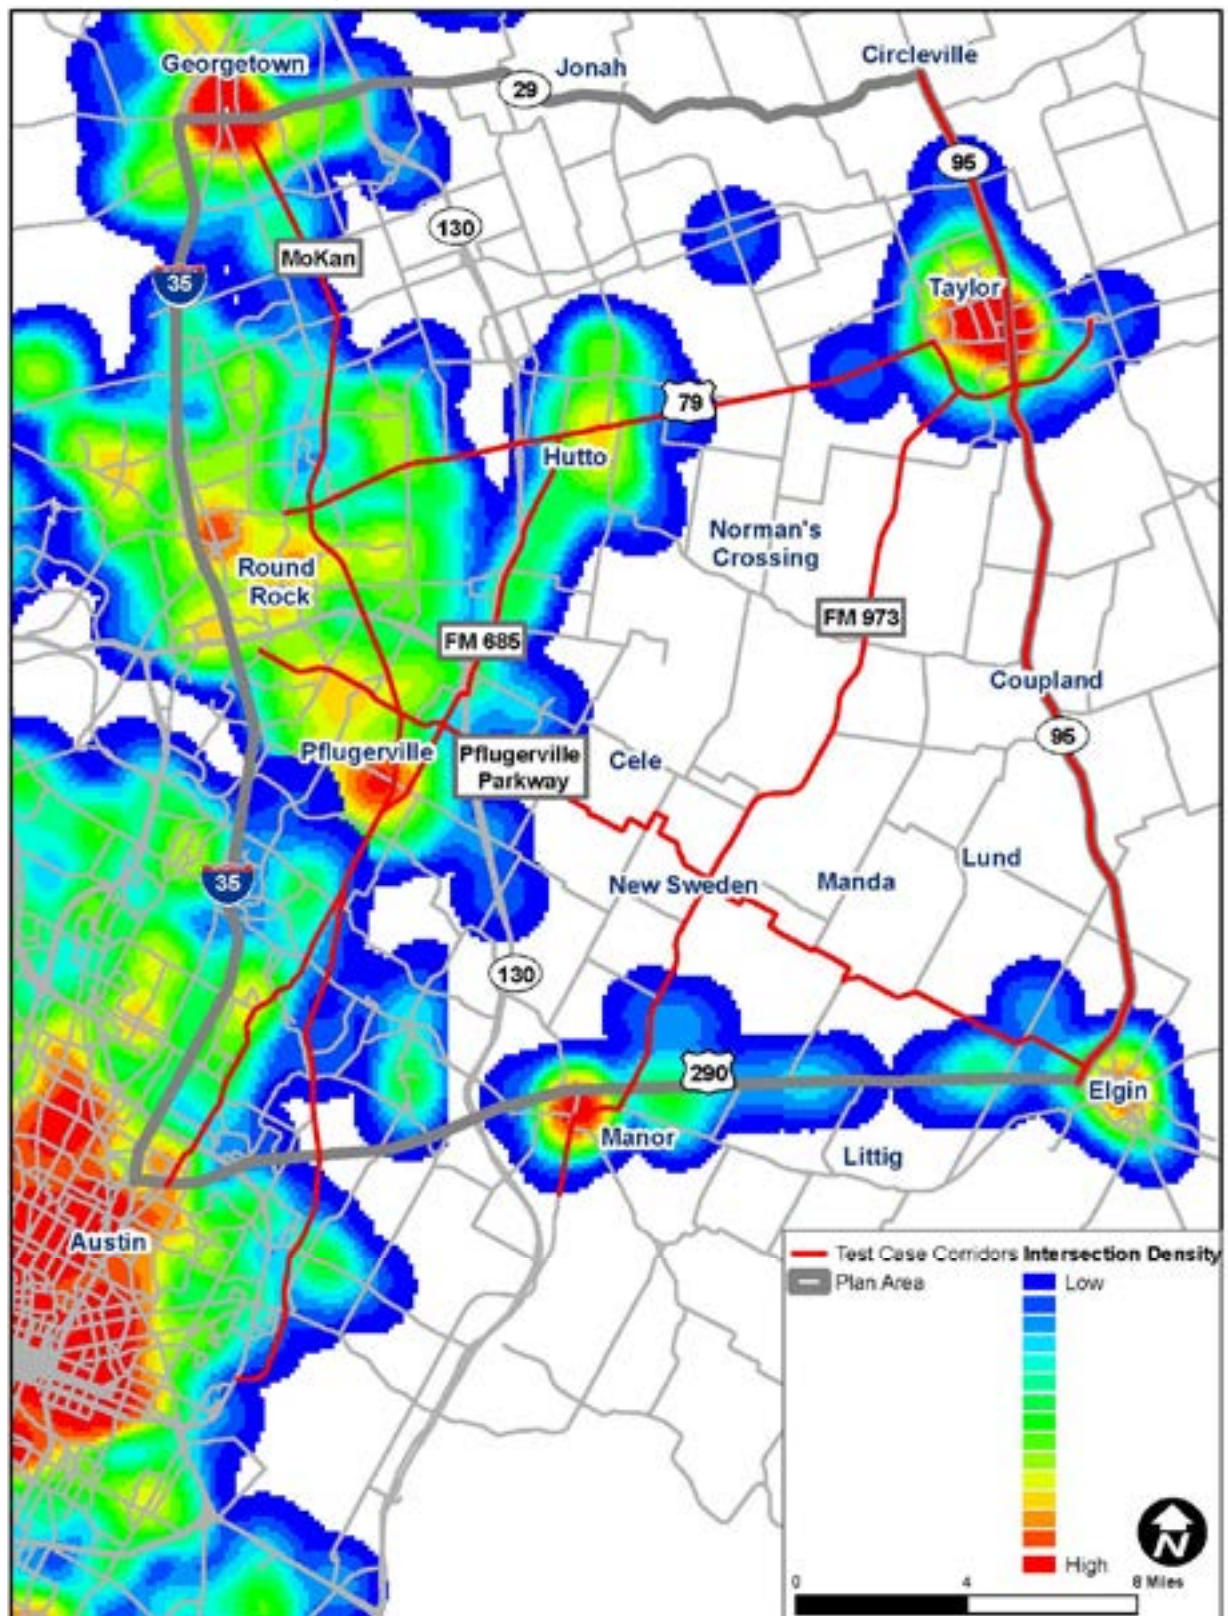 Georgetown
Jonah
Circleville
29
95
130
MoKan
35
Taylor
79
Hutto
Norman's
Crossing
Round
Rock
FM 685
FM 973
Coupland
95
Pflugerville
Pflugerville
Parkway
Cele
Lund
35
New Sweden
Manda
130
290
Elgin
Manor
Littig
Austin
Test Case Corridors Intersection Density
Plan Area
Low
High
N
0 4 8 Miles